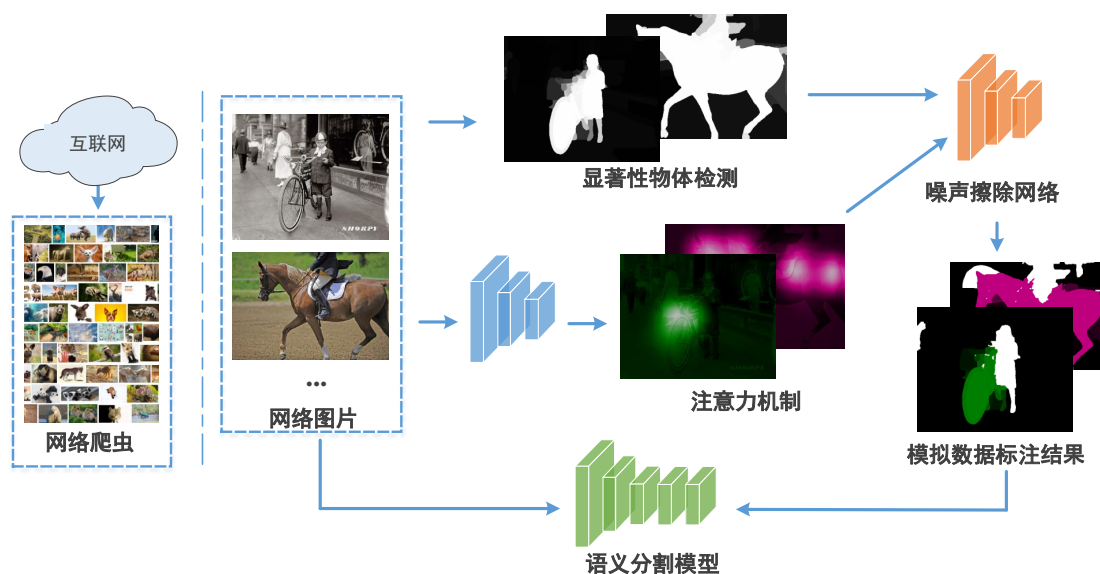 互联网
网络爬虫
SHORPY
...
网络图片
显著性物体检测
注意力机制
噪声擦除网络
模拟数据标注结果
语义分割模型